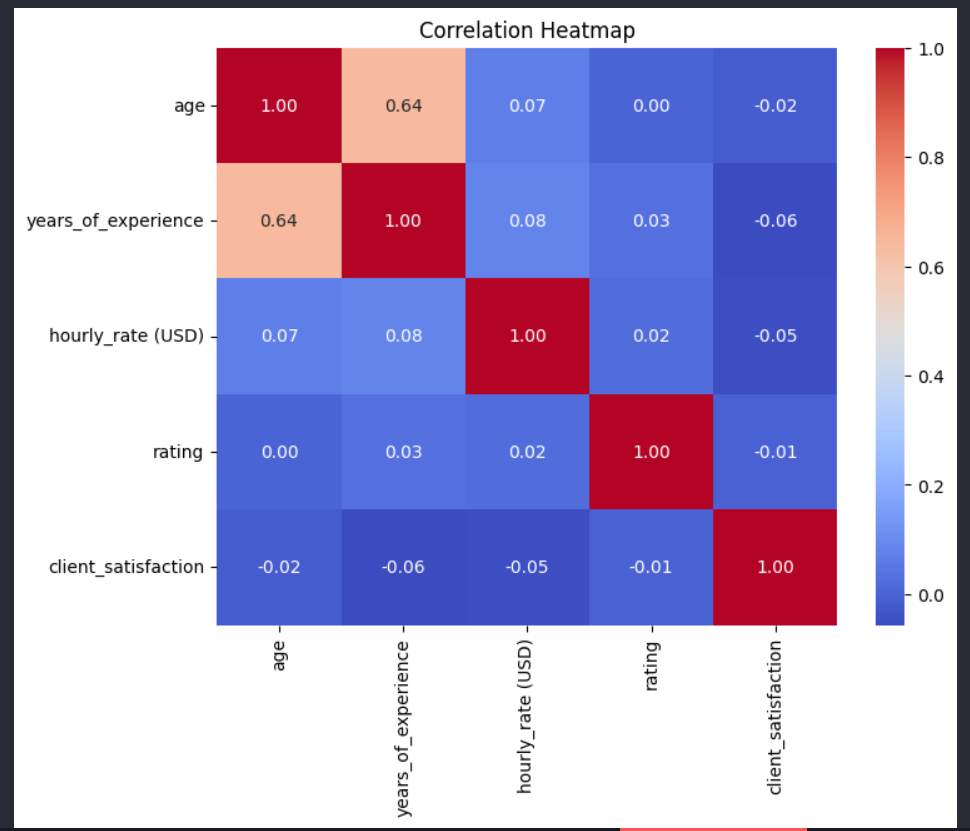 Correlation Heatmap
age 1.00 0.64 0.07 0.00 -0.02
years_of_experience 0.64 1.00 0.08 0.03 -0.06
hourly_rate (USD) 0.07 0.08 1.00 0.02 -0.05
rating 0.00 0.03 0.02 1.00 -0.01
client_satisfaction -0.02 -0.06 -0.05 -0.01 1.00
age
years_of_experience
hourly_rate (USD)
rating
client_satisfaction
1.0
0.8
0.6
0.4
0.2
0.0